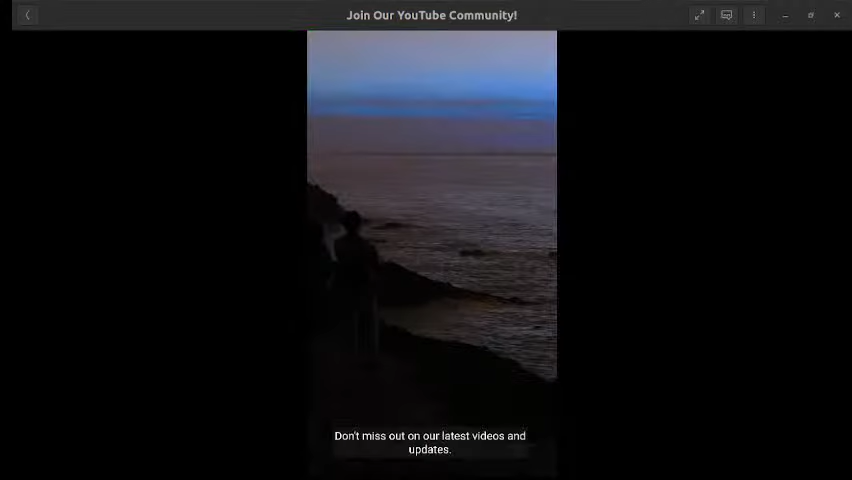 Join Our YouTube Community!
Don't miss out on our latest videos and
updates.